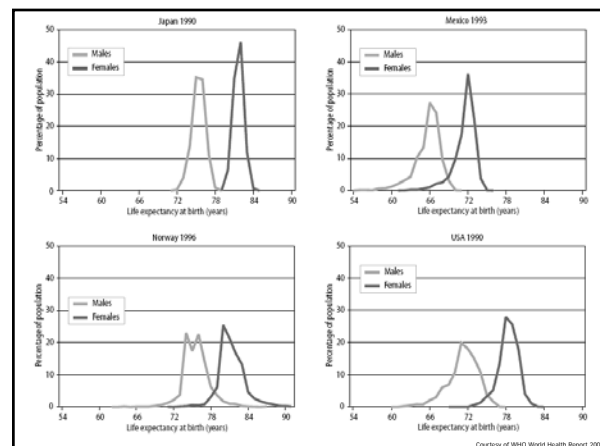 Japan 1990
50
40
30
20
10
0
Percentage of population
Males
Females
54 60 66 72 78 84 90
Life expectancy at birth (years)
Mexico 1993
50
40
30
20
10
0
Percentage of population
Males
Females
54 60 66 72 78 84 90
Life expectancy at birth (years)
Norway 1996
50
40
30
20
10
0
Percentage of population
Males
Females
54 60 66 72 78 84 90
Life expectancy at birth (years)
USA 1990
50
40
30
20
10
0
Percentage of population
Males
Females
54 60 66 72 78 84 90
Life expectancy at birth (years)
Courtesy of WHO World Health Report